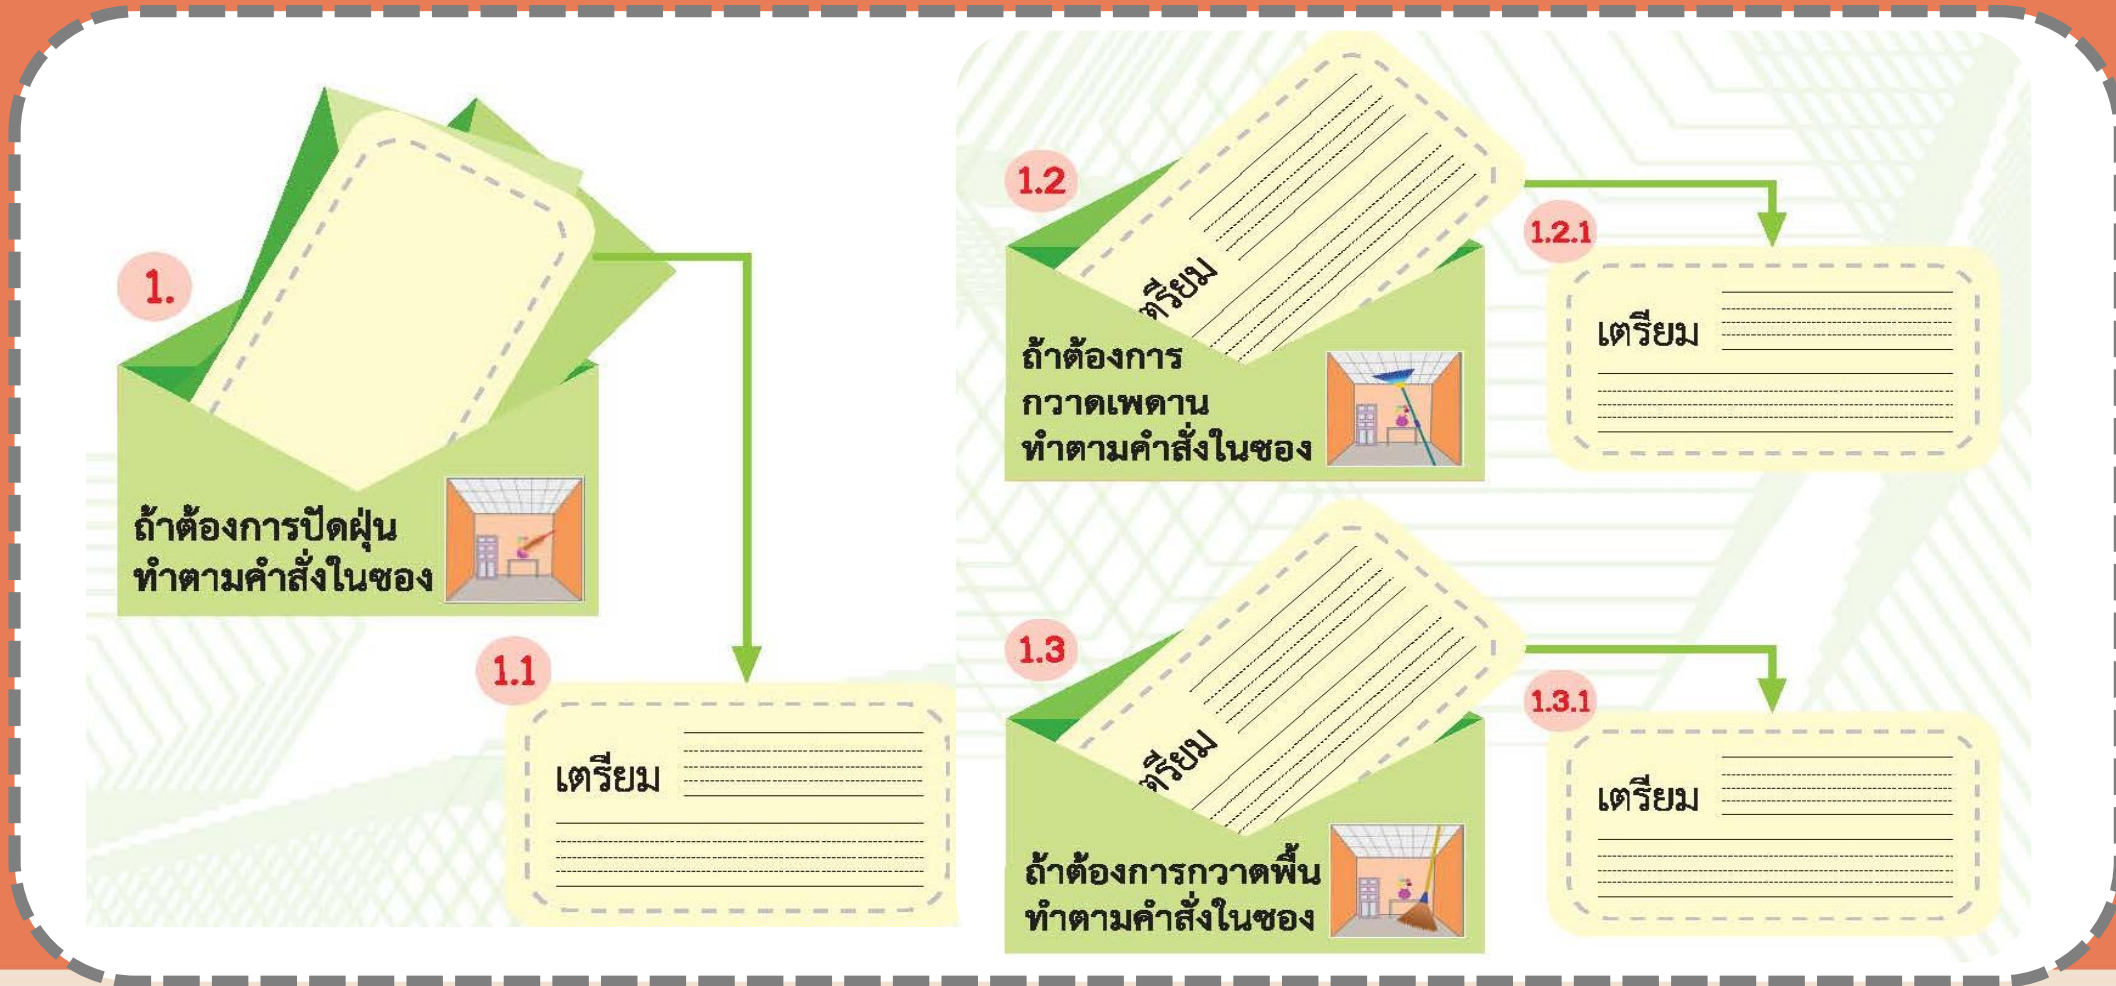 1.
ถ้าต้องการปัดฝุ่น
ทำตามคำสั่งในซอง
1.1
เตรียม
1.2
ตรียม
ถ้าต้องการ
กวาดเพดาน
ทำตามคำสั่งในซอง
1.2.1
เตรียม
1.3
ตรียม
ถ้าต้องการกวาดพื้น
ทำตามคำสั่งในซอง
1.3.1
เตรียม